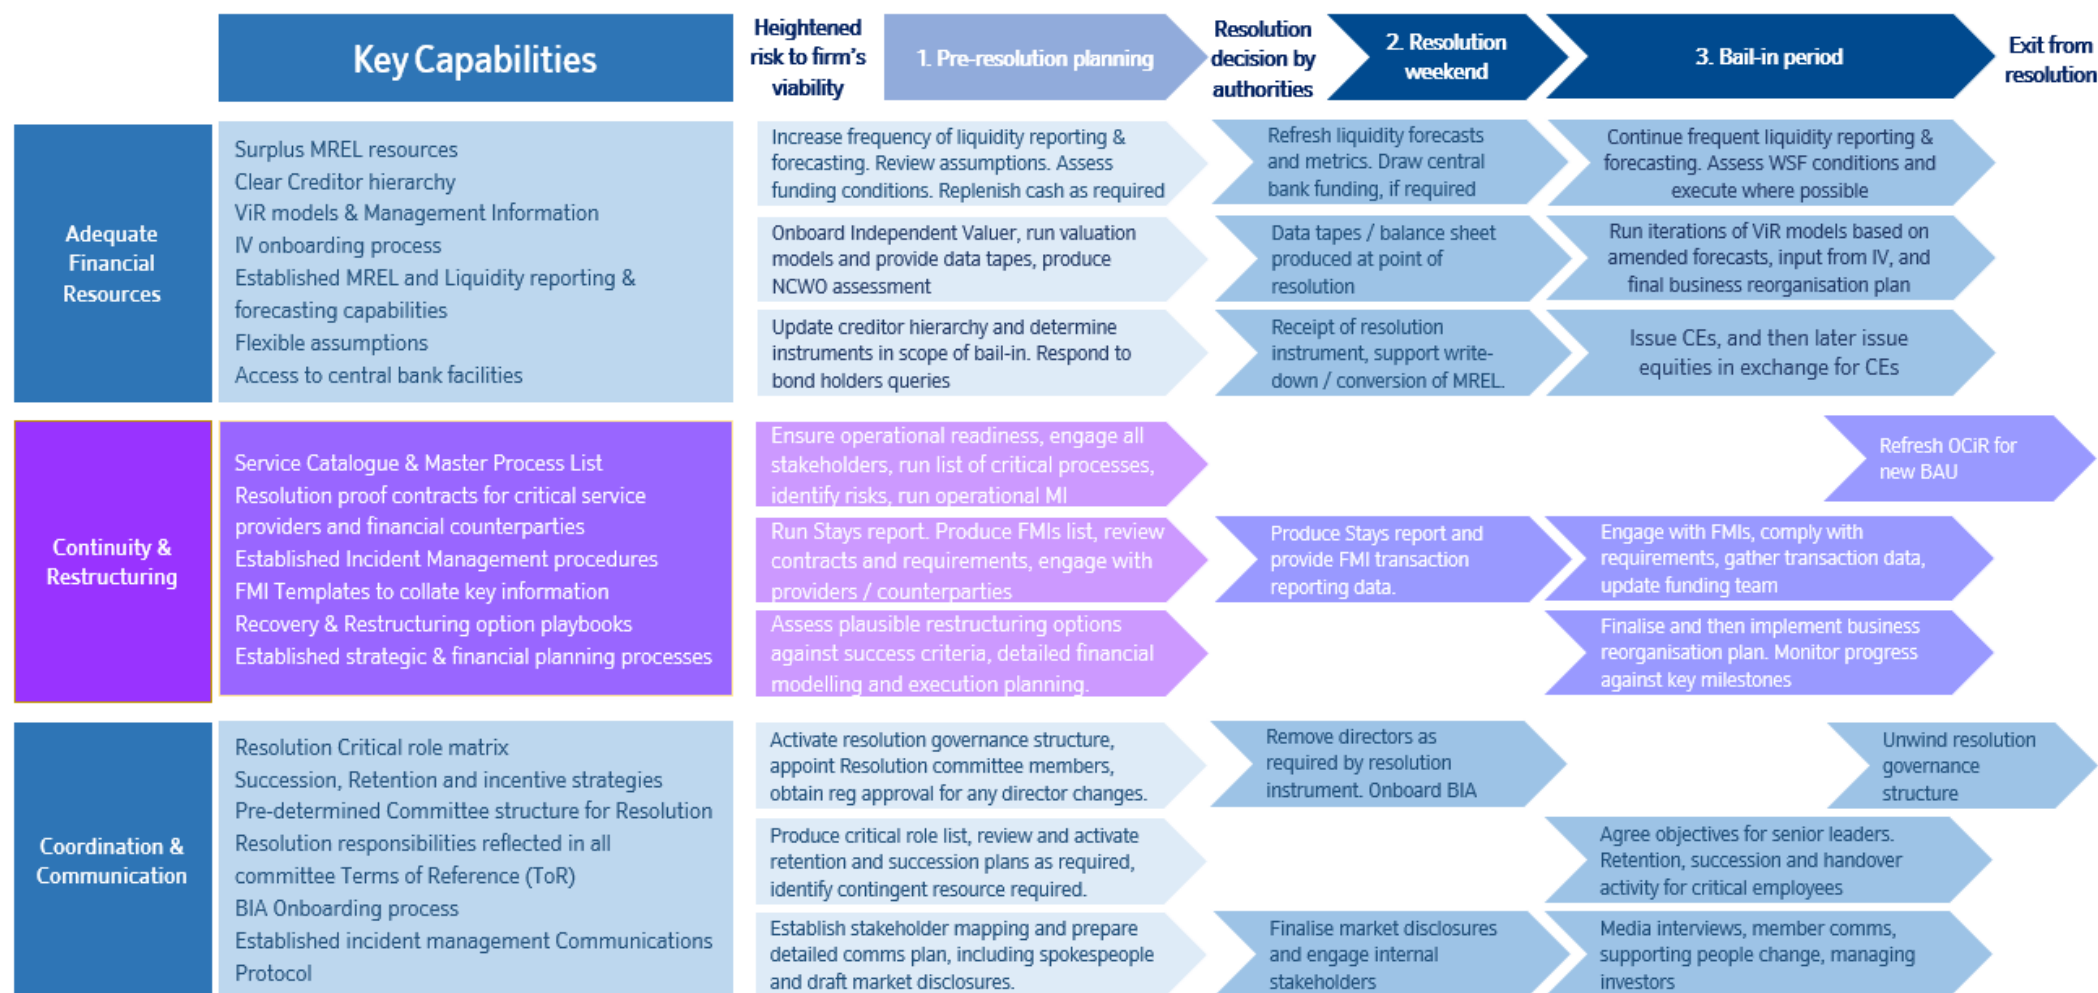 Key Capabilities
Heightened
risk to firm's
viability
1. Pre-resolution planning
Resolution
decision by
authorities
2. Resolution
weekend
3. Bail-in period
Exit from
resolution
Adequate
Financial
Resources
Surplus MREL resources
Clear Creditor hierarchy
ViR models & Management Information
IV onboarding process
Established MREL and Liquidity reporting &
forecasting capabilities
Flexible assumptions
Access to central bank facilities
Increase frequency of liquidity reporting &
forecasting. Review assumptions. Assess
funding conditions. Replenish cash as required
Refresh liquidity forecasts
and metrics. Draw central
bank funding, if required
Continue frequent liquidity reporting &
forecasting. Assess WSF conditions and
execute where possible
Onboard Independent Valuer, run valuation
models and provide data tapes, produce
NCWO assessment
Data tapes / balance sheet
produced at point of
resolution
Run iterations of ViR models based on
amended forecasts, input from IV, and
final business reorganisation plan
Update creditor hierarchy and determine
instruments in scope of bail-in. Respond to
bond holders queries
Receipt of resolution
instrument, support write-
down / conversion of MREL.
Issue CEs, and then later issue
equities in exchange for CEs
Continuity &
Restructuring
Service Catalogue & Master Process List
Resolution proof contracts for critical service
providers and financial counterparties
Established Incident Management procedures
FMI Templates to collate key information
Recovery & Restructuring option playbooks
Established strategic & financial planning processes
Ensure operational readiness, engage all
stakeholders, run list of critical processes,
identify risks, run operational MI
Refresh OCiR for
new BAU
Run Stays report. Produce FMIs list, review
contracts and requirements, engage with
providers / counterparties
Produce Stays report and
provide FMI transaction
reporting data.
Engage with FMIs, comply with
requirements, gather transaction data,
update funding team
Assess plausible restructuring options
against success criteria, detailed financial
modelling and execution planning.
Finalise and then implement business
reorganisation plan. Monitor progress
against key milestones
Coordination &
Communication
Resolution Critical role matrix
Succession, Retention and incentive strategies
Pre-determined Committee structure for Resolution
Resolution responsibilities reflected in all
committee Terms of Reference (ToR)
BIA Onboarding process
Established incident management Communications
Protocol
Activate resolution governance structure,
appoint Resolution committee members,
obtain reg approval for any director changes.
Remove directors as
required by resolution
instrument. Onboard BIA
Unwind resolution
governance
structure
Produce critical role list, review and activate
retention and succession plans as required,
identify contingent resource required.
Agree objectives for senior leaders.
Retention, succession and handover
activity for critical employees
Establish stakeholder mapping and prepare
detailed comms plan, including spokespeople
and draft market disclosures.
Finalise market disclosures
and engage internal
stakeholders
Media interviews, member comms,
supporting people change, managing
investors